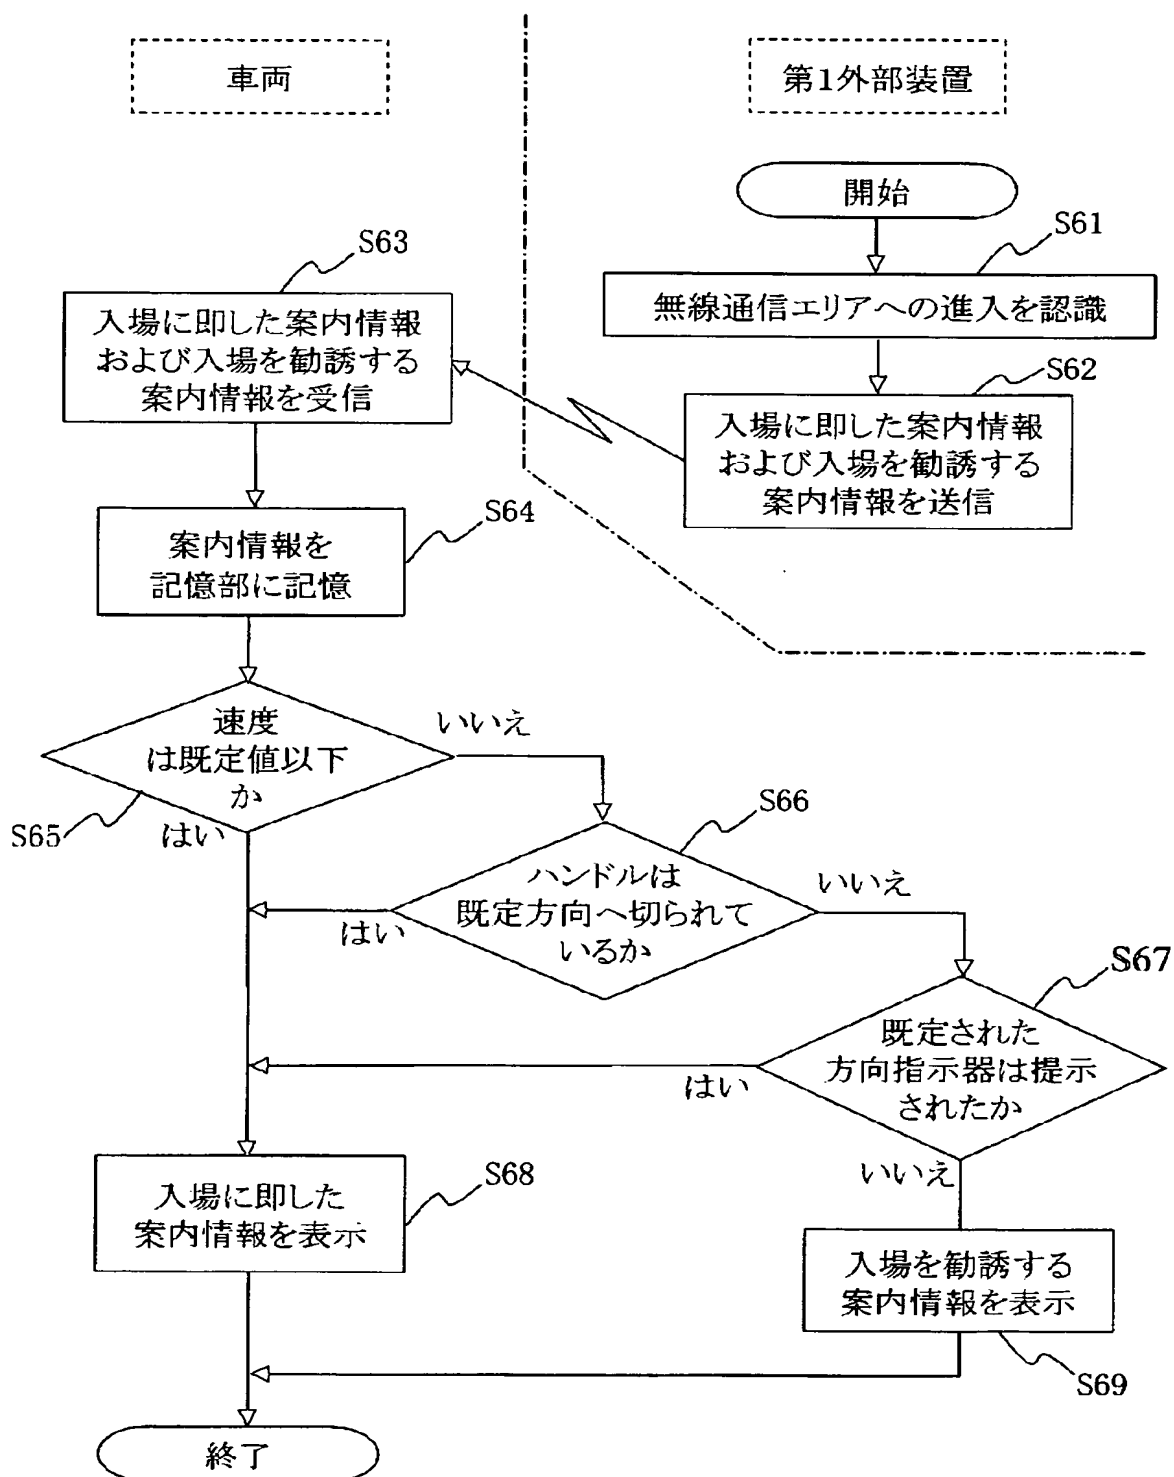 車両
第1外部装置
開始
S61
無線通信エリアへの進入を認識
S62
入場に即した案内情報
および入場を勧誘する
案内情報を送信
S63
入場に即した案内情報
および入場を勧誘する
案内情報を受信
S64
案内情報を
記憶部に記憶
速度
は既定値以下
か
S65
はい
いいえ
S66
ハンドルは
既定方向へ切られて
いるか
はい
いいえ
S67
既定された
方向指示器は提示
されたか
はい
いいえ
S68
入場に即した
案内情報を表示
入場を勧誘する
案内情報を表示
S69
終了